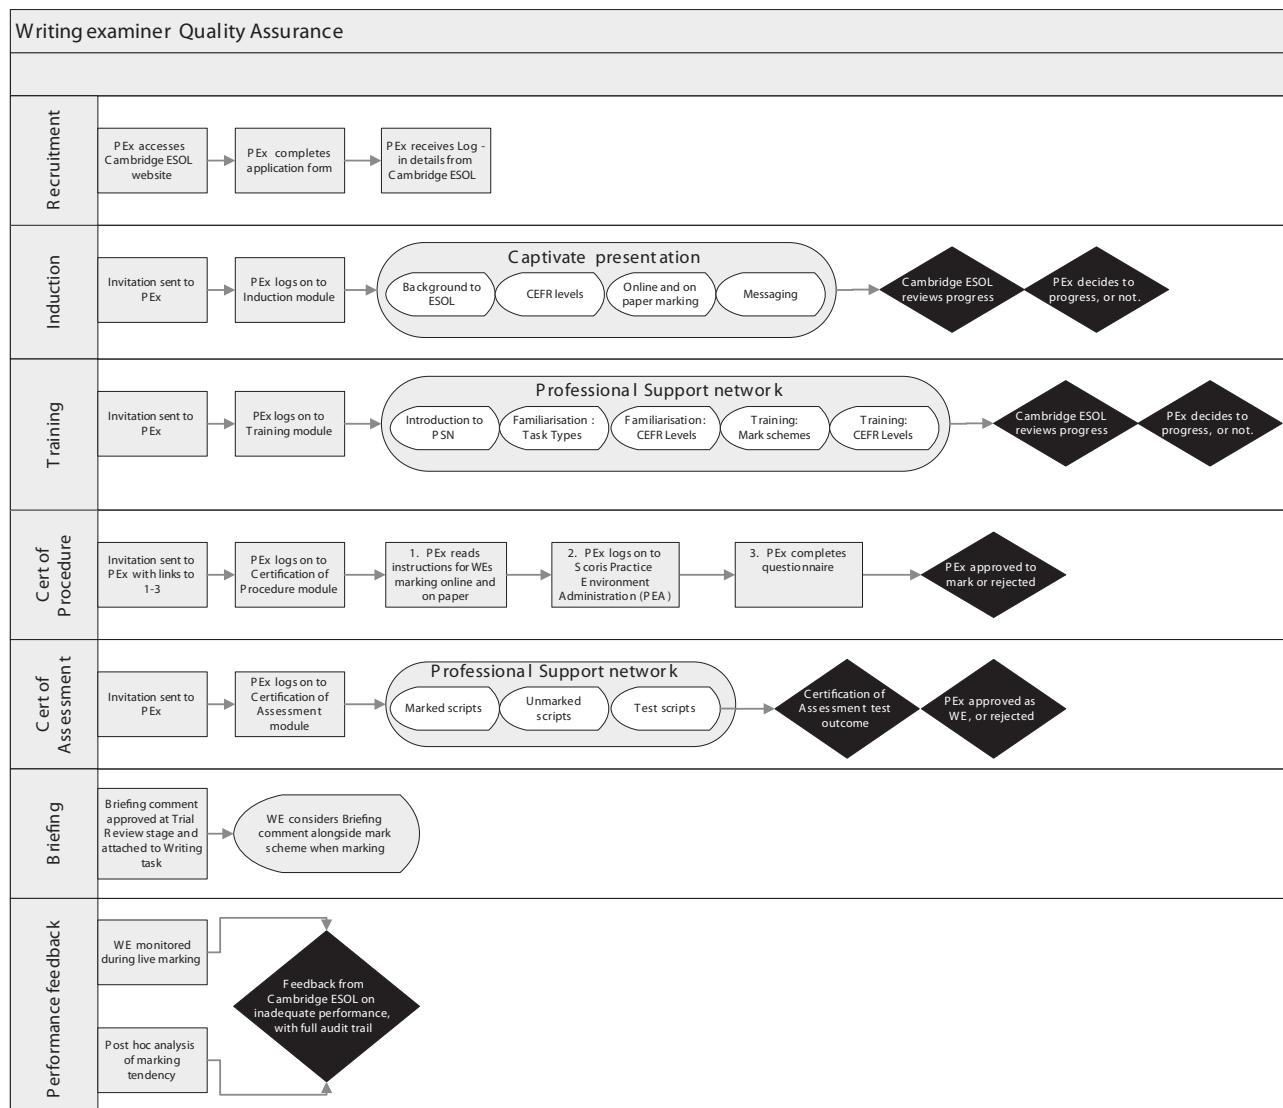 Writing examiner Quality Assurance
Recruitment
PEx accesses
Cambridge ESOL
website
PEx completes
application form
PEx receives Log -
in details from
Cambridge ESOL
Induction
Invitation sent to
PEx
PEx logs on to
Induction module
Captivate presentation
Background to
ESOL
CEFR levels
Online and on
paper marking
Messaging
Cambridge ESOL
reviews progress
PEx decides to
progress, or not.
Training
Invitation sent to
PEx
PEx logs on to
Training module
Professional Support network
Introduction to
PSN
Familiarisation :
Task Types
Familiarisation:
CEFR Levels
Training:
Mark schemes
Training:
CEFR Levels
Cambridge ESOL
reviews progress
PEx decides to
progress, or not.
Cert of
Procedure
Invitation sent to
PEx with links to
1-3
PEx logs on to
Certification of
Procedure module
1. PEx reads
instructions for WEs
marking online and
on paper
2. PEx logs on to
Scoris Practice
Environment
Administration (PEA)
3. PEx completes
questionnaire
PEx approved to
mark or rejected
Cert of
Assessment
Invitation sent to
PEx
PEx logs on to
Certification of
Assessment
module
Professional Support network
Marked scripts
Unmarked
scripts
Test scripts
Certification of
Assessment test
outcome
PEx approved as
WE, or rejected
Briefing
Briefing comment
approved at Trial
Review stage and
attached to Writing
task
WE considers Briefing
comment alongside mark
scheme when marking
Performance feedback
WE monitored
during live marking
Feedback from
Cambridge ESOL on
inadequate performance,
with full audit trail
Post hoc analysis
of marking
tendency